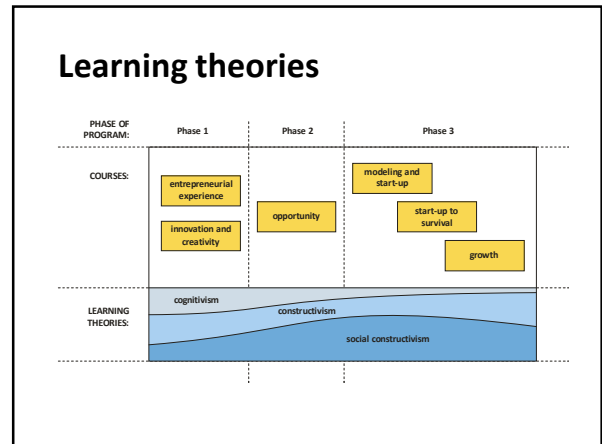 Learning theories
PHASE OF
PROGRAM:
Phase 1
Phase 2
Phase 3
COURSES:
entrepreneurial
experience
innovation and
creativity
opportunity
modeling and
start-up
start-up to
survival
growth
LEARNING
THEORIES:
cognitivism
constructivism
social constructivism